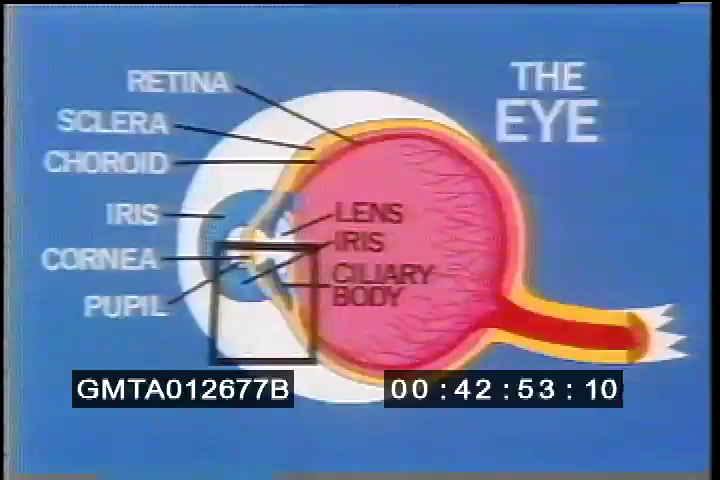 THE
EYE
RETINA
SCLERA
CHOROID
IRIS
CORNEA
PUPIL
LENS
IRIS
CILIARY
BODY
GMTA012677B
00:42:53:10